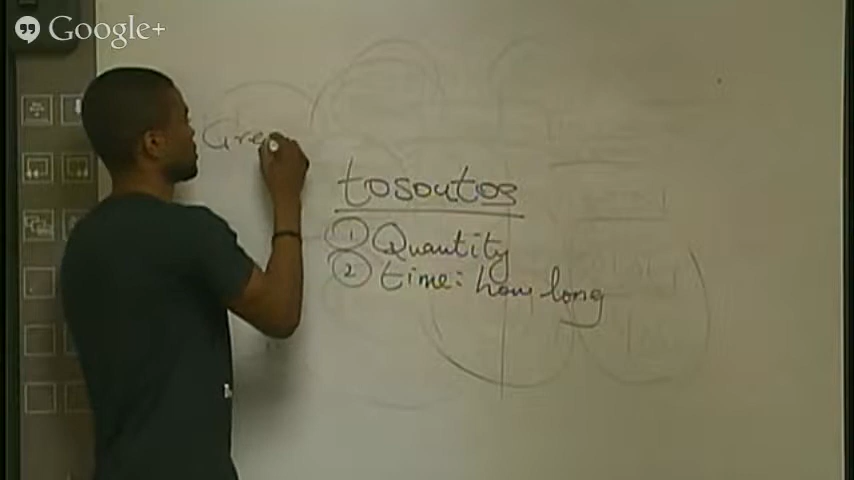 Google+
Gre
tosoutos
① Quantity
② time: how long